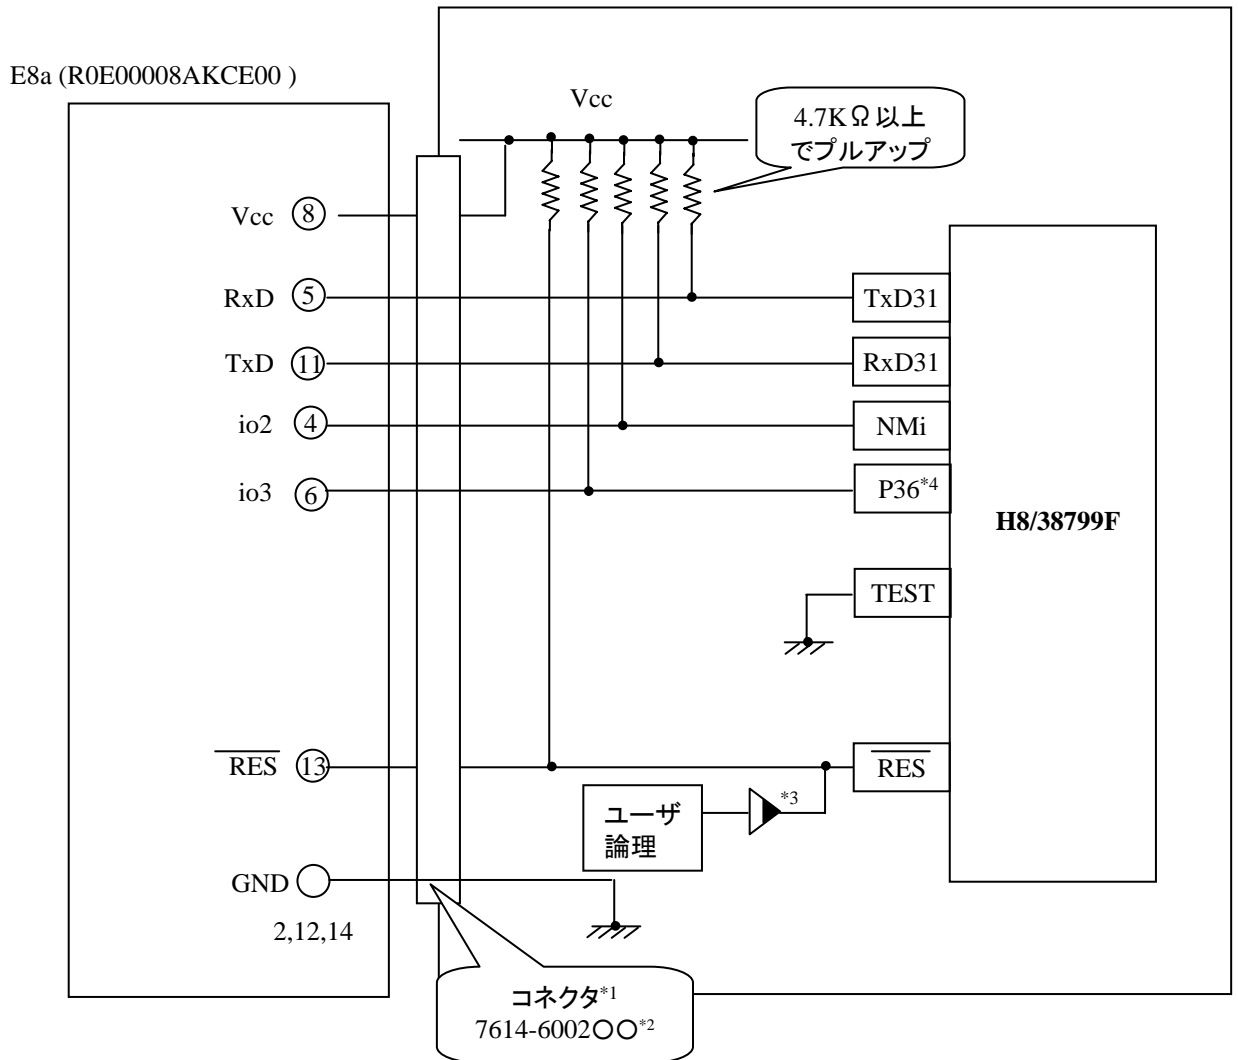 E8a (R0E00008AKCE00 )
Vcc
4.7KΩ以上
でプルアップ
Vcc 8
RxD 5
TxD31
TxD 11
RxD31
io2 4
NMi
io3 6
P36*4
H8/38799F
TEST
RES 13
RES
ユーザ
論理
*3
GND
2,12,14
コネクタ*1
7614-6002○○*2